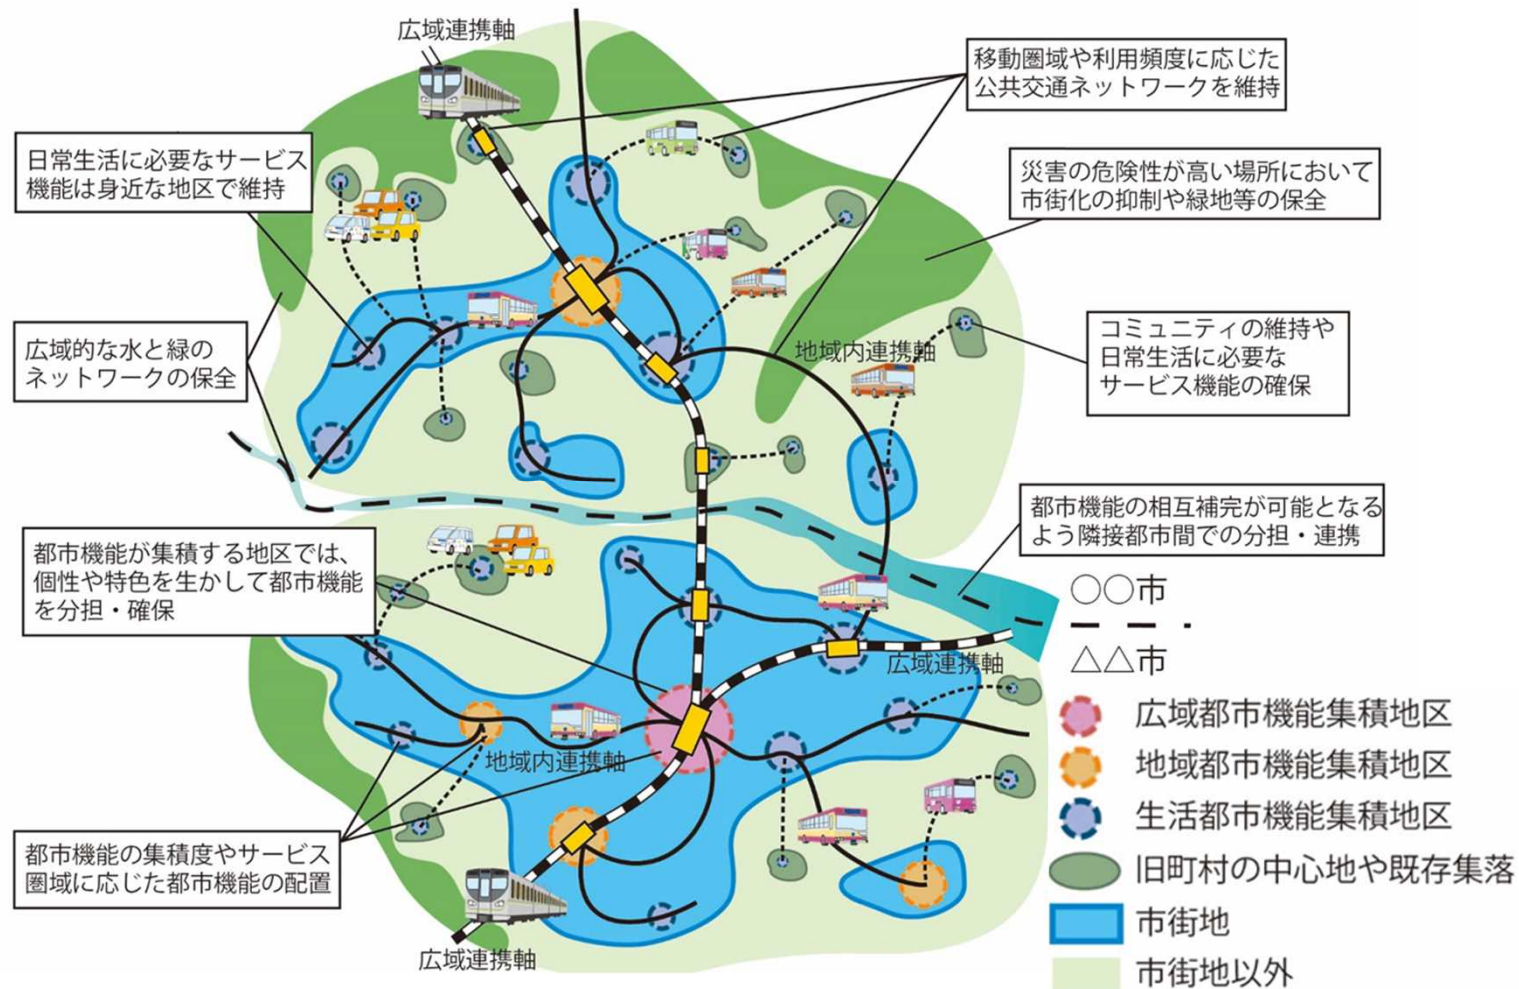 広域連携軸
移動圏域や利用頻度に応じた
公共交通ネットワークを維持
日常生活に必要なサービス
機能は身近な地区で維持
災害の危険性が高い場所において
市街化の抑制や緑地等の保全
広域的な水と緑の
ネットワークの保全
地域内連携軸
コミュニティの維持や
日常生活に必要な
サービス機能の確保
都市機能の相互補完が可能となる
よう隣接都市間での分担・連携
都市機能が集積する地区では、
個性や特色を生かして都市機能
を分担・確保
○○市
△△市
広域連携軸
地域内連携軸
都市機能の集積度やサービス
圏域に応じた都市機能の配置
広域連携軸
広域都市機能集積地区
地域都市機能集積地区
生活都市機能集積地区
旧町村の中心地や既存集落
市街地
市街地以外